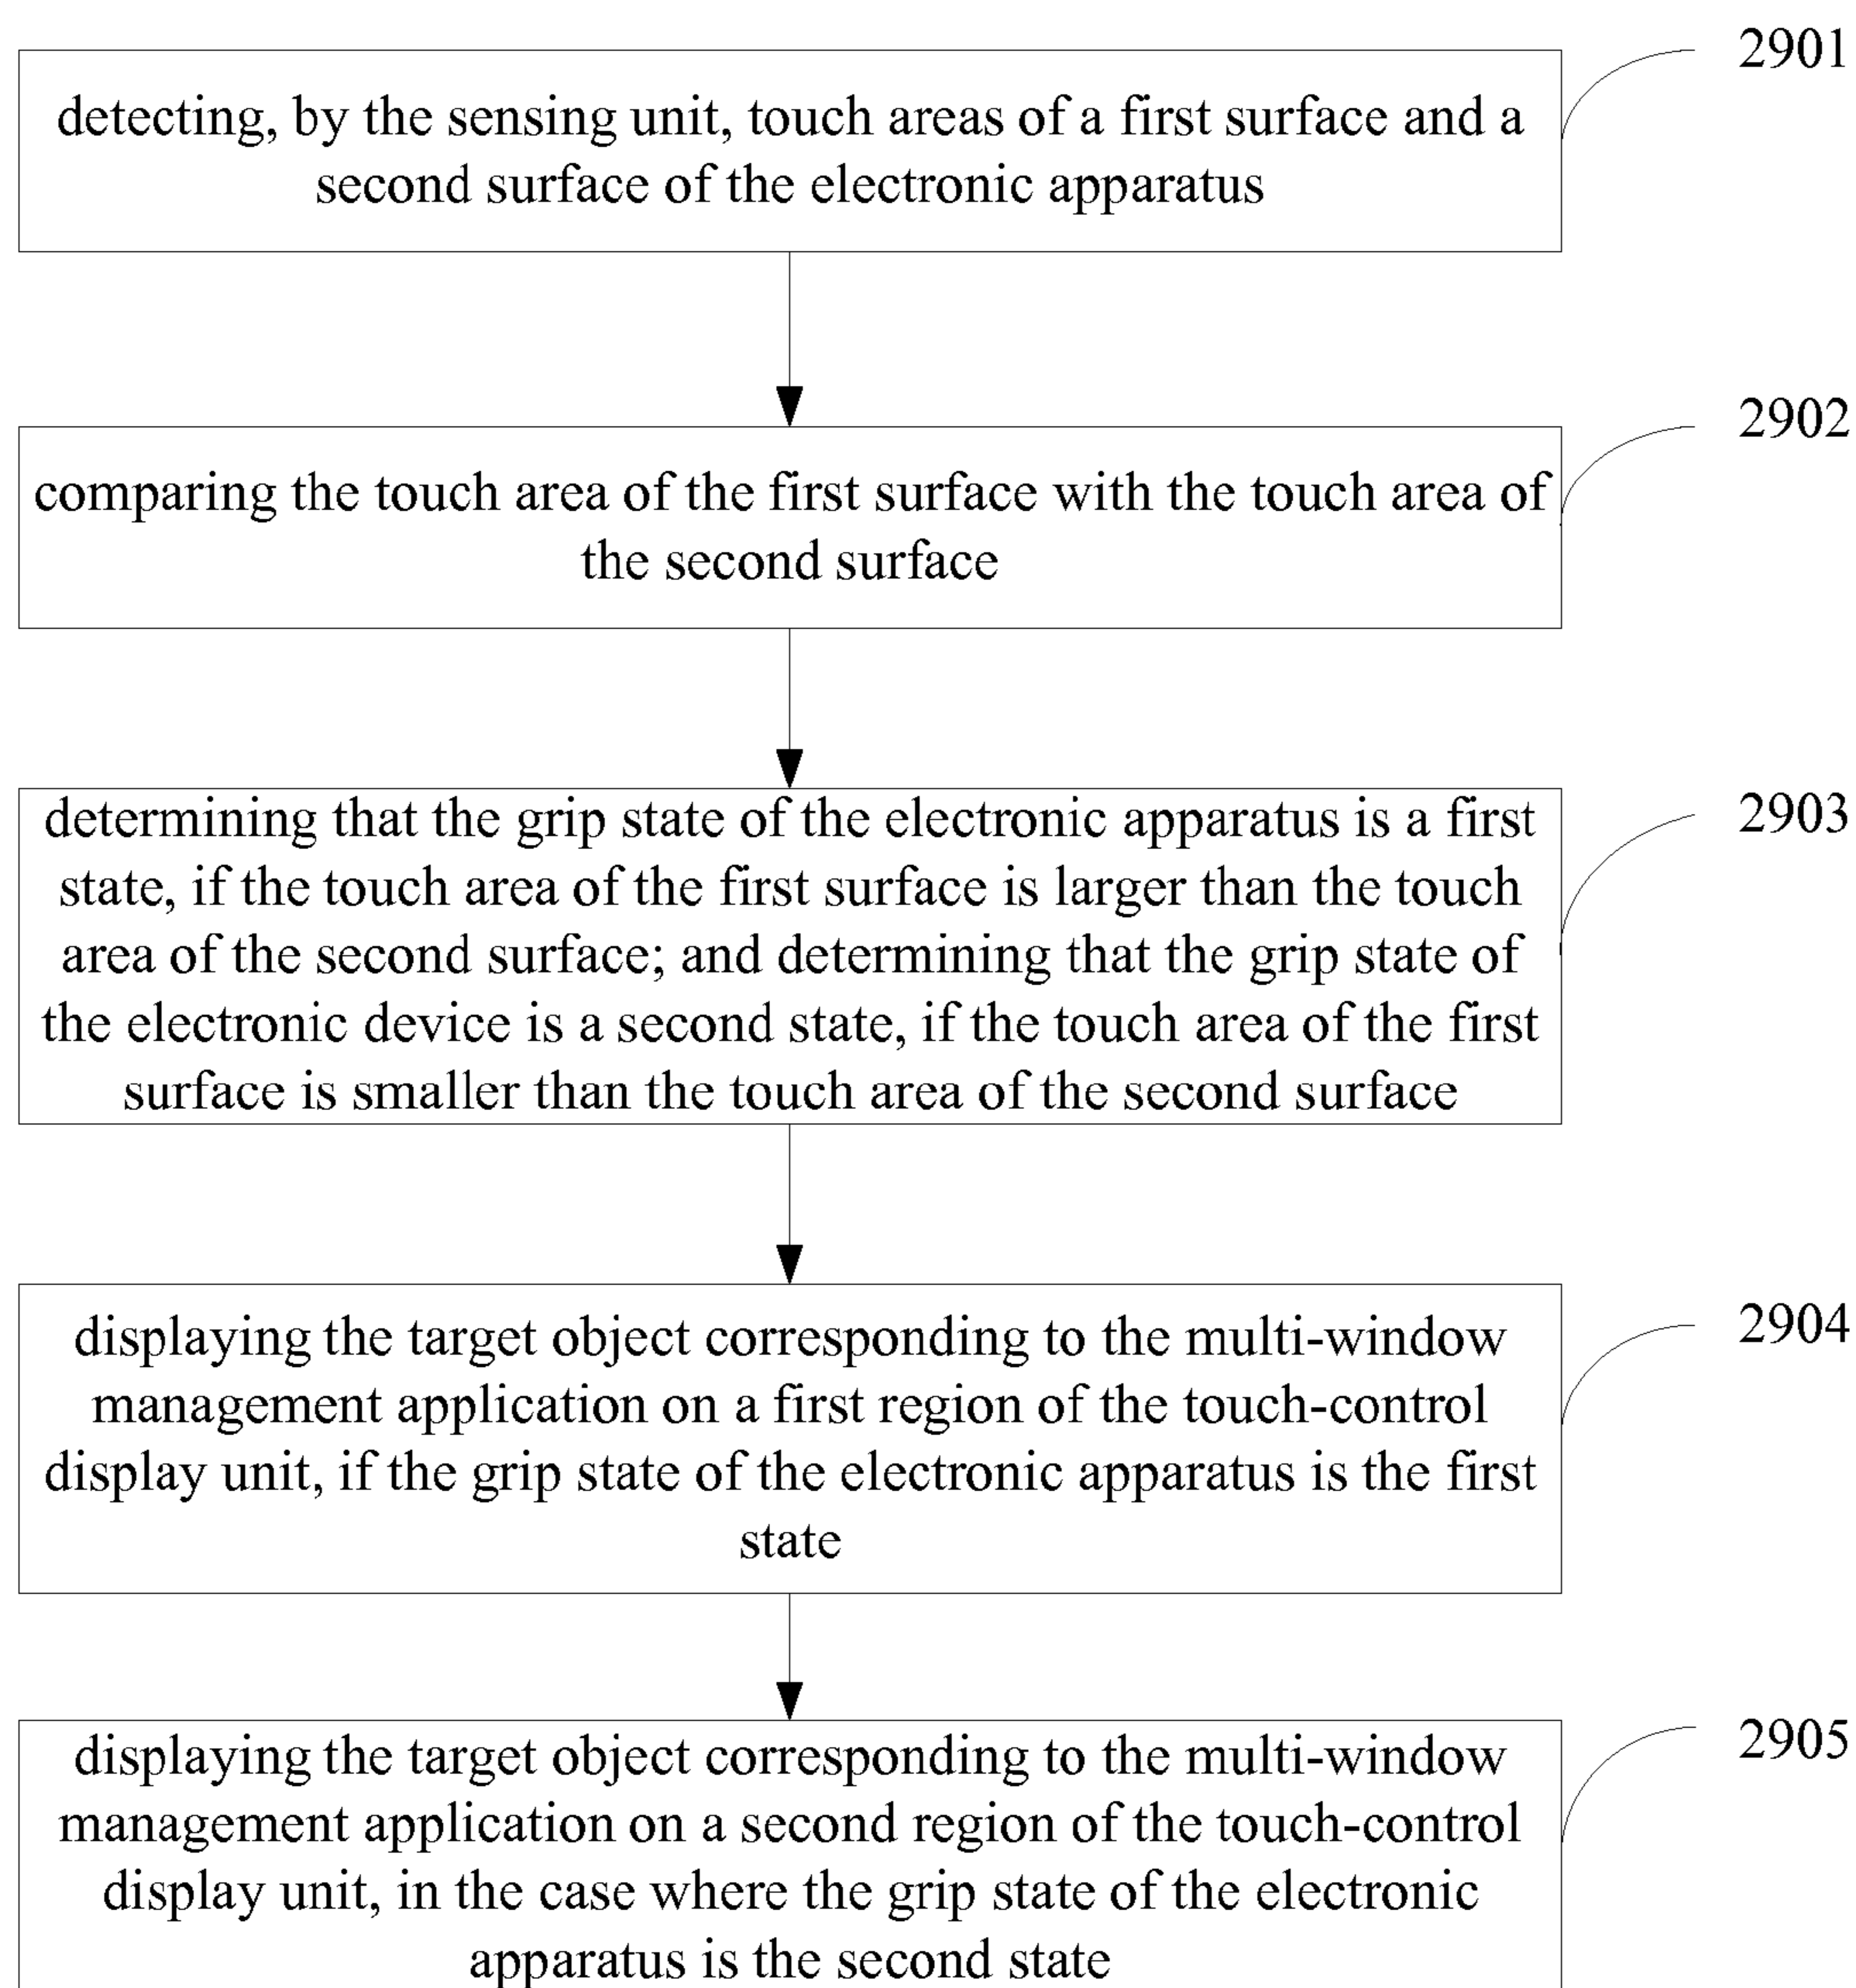 2901
detecting, by the sensing unit, touch areas of a first surface and a
second surface of the electronic apparatus
2902
comparing the touch area of the first surface with the touch area of
the second surface
2903
determining that the grip state of the electronic apparatus is a first
state, if the touch area of the first surface is larger than the touch
area of the second surface; and determining that the grip state of
the electronic device is a second state, if the touch area of the first
surface is smaller than the touch area of the second surface
2904
displaying the target object corresponding to the multi-window
management application on a first region of the touch-control
display unit, if the grip state of the electronic apparatus is the first
state
2905
displaying the target object corresponding to the multi-window
management application on a second region of the touch-control
display unit, in the case where the grip state of the electronic
apparatus is the second state